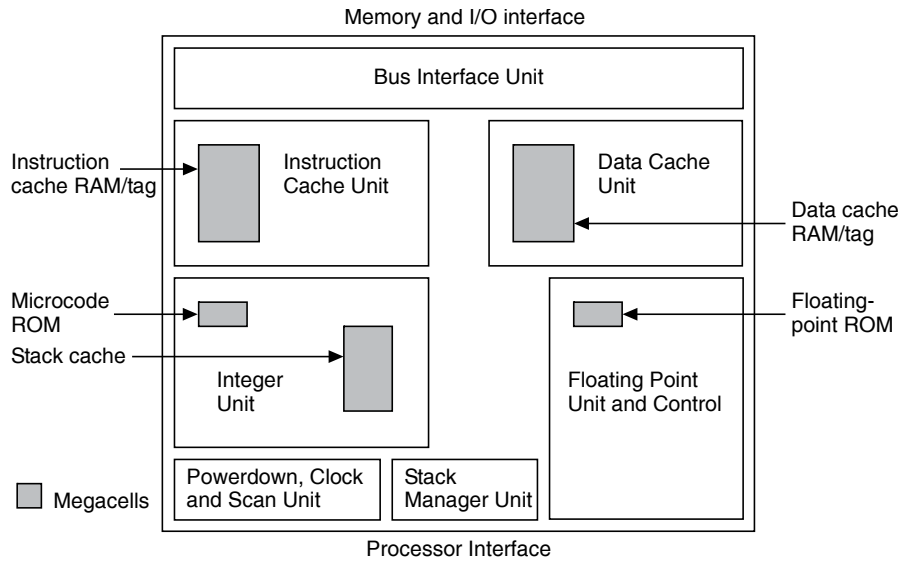 Memory and I/O interface
Bus Interface Unit
Instruction
cache RAM/tag
Instruction
Cache Unit
Data Cache
Unit
Data cache
RAM/tag
Microcode
ROM
Stack cache
Integer
Unit
Floating-
point ROM
Floating Point
Unit and Control
Powerdown, Clock
and Scan Unit
Stack
Manager Unit
Megacells
Processor Interface